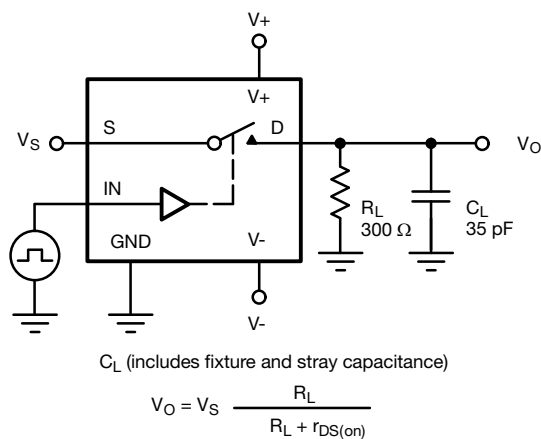 V+
V+
S
D
VS
VO
IN
RL
300 Ω
CL
35 pF
GND
V-
V-
CL (includes fixture and stray capacitance)
VO = VS RL
RL + rDS(on)